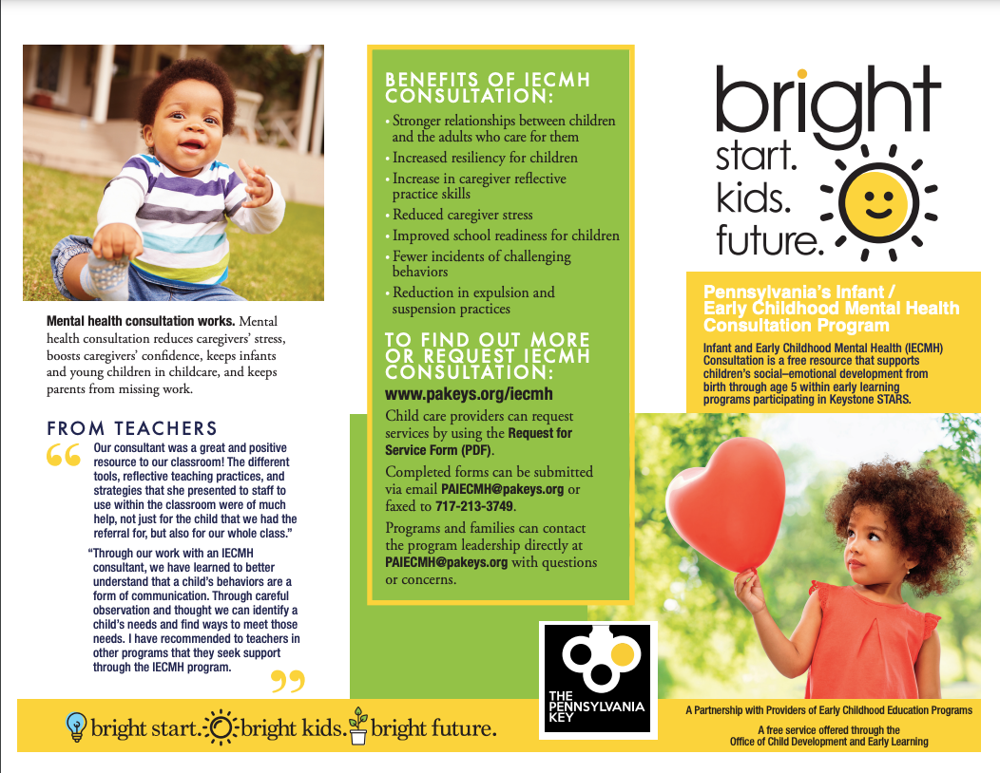 Mental health consultation works. Mental
health consultation reduces caregivers’ stress,
boosts caregivers’ confidence, keeps infants
and young children in childcare, and keeps
parents from missing work.
FROM TEACHERS
“ Our consultant was a great and positive
resource to our classroom! The different
tools, reflective teaching practices, and
strategies that she presented to staff to
use within the classroom were of much
help, not just for the child that we had the
referral for, but also for our whole class.”
“Through our work with an IECMH
consultant, we have learned to better
understand that a child’s behaviors are a
form of communication. Through careful
observation and thought we can identify a
child’s needs and find ways to meet those
needs. I have recommended to teachers in
other programs that they seek support
through the IECMH program. ”
BENEFITS OF IECMH
CONSULTATION:
• Stronger relationships between children
and the adults who care for them
• Increased resiliency for children
• Increase in caregiver reflective
practice skills
• Reduced caregiver stress
• Improved school readiness for children
• Fewer incidents of challenging
behaviors
• Reduction in expulsion and
suspension practices
TO FIND OUT MORE
OR REQUEST IECMH
CONSULTATION:
www.pakeys.org/iecmh
Child care providers can request
services by using the Request for
Service Form (PDF).
Completed forms can be submitted
via email PAIECMH@pakeys.org or
faxed to 717-213-3749.
Programs and families can contact
the program leadership directly at
PAIECMH@pakeys.org with questions
or concerns.
bright
start.
kids.
future.
Pennsylvania’s Infant /
Early Childhood Mental Health
Consultation Program
Infant and Early Childhood Mental Health (IECMH)
Consultation is a free resource that supports
children’s social–emotional development from
birth through age 5 within early learning
programs participating in Keystone STARS.
bright start. bright kids. bright future.
THE
PENNSYLVANIA
KEY
A Partnership with Providers of Early Childhood Education Programs
A free service offered through the
Office of Child Development and Early Learning